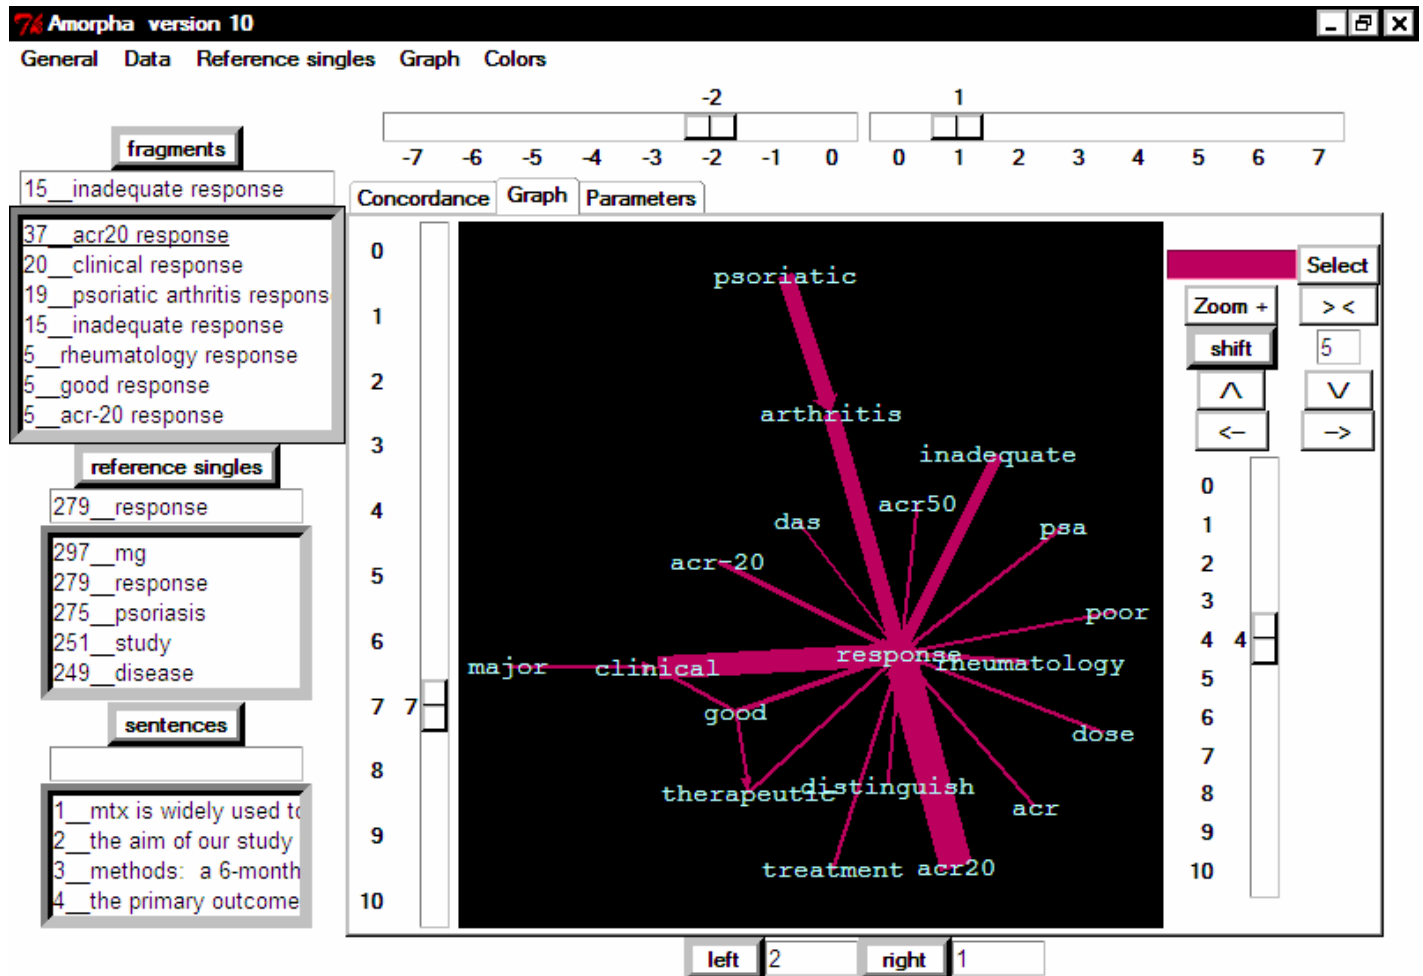 Amorpha version 10
General Data Reference singles Graph Colors
-2 1
-7 -6 -5 -4 -3 -2 -1 0 0 1 2 3 4 5 6 7
fragments
15__inadequate response
37__acr20 response
20__clinical response
19__psoriatic arthritis respons
15__inadequate response
5__rheumatology response
5__good response
5__acr-20 response
reference singles
279__response
297__mg
279__response
275__psoriasis
251__study
249__disease
sentences
1__mtx is widely used to
2__the aim of our study
3__methods: a 6-month
4__the primary outcome
Concordance Graph Parameters
0
1
2
3
4
5
6
7 7
8
9
10
psoriatic
arthritis
inadequate
acr50
das
psa
acr-20
poor
response
rheumatology
major
clinical
good
dose
therapeutic
distinguish
acr
treatment
acr20
Select
Zoom + > <
shift 5
/\ \/
<- ->
0
1
2
3
4 4
5
6
7
8
9
10
left 2 right 1